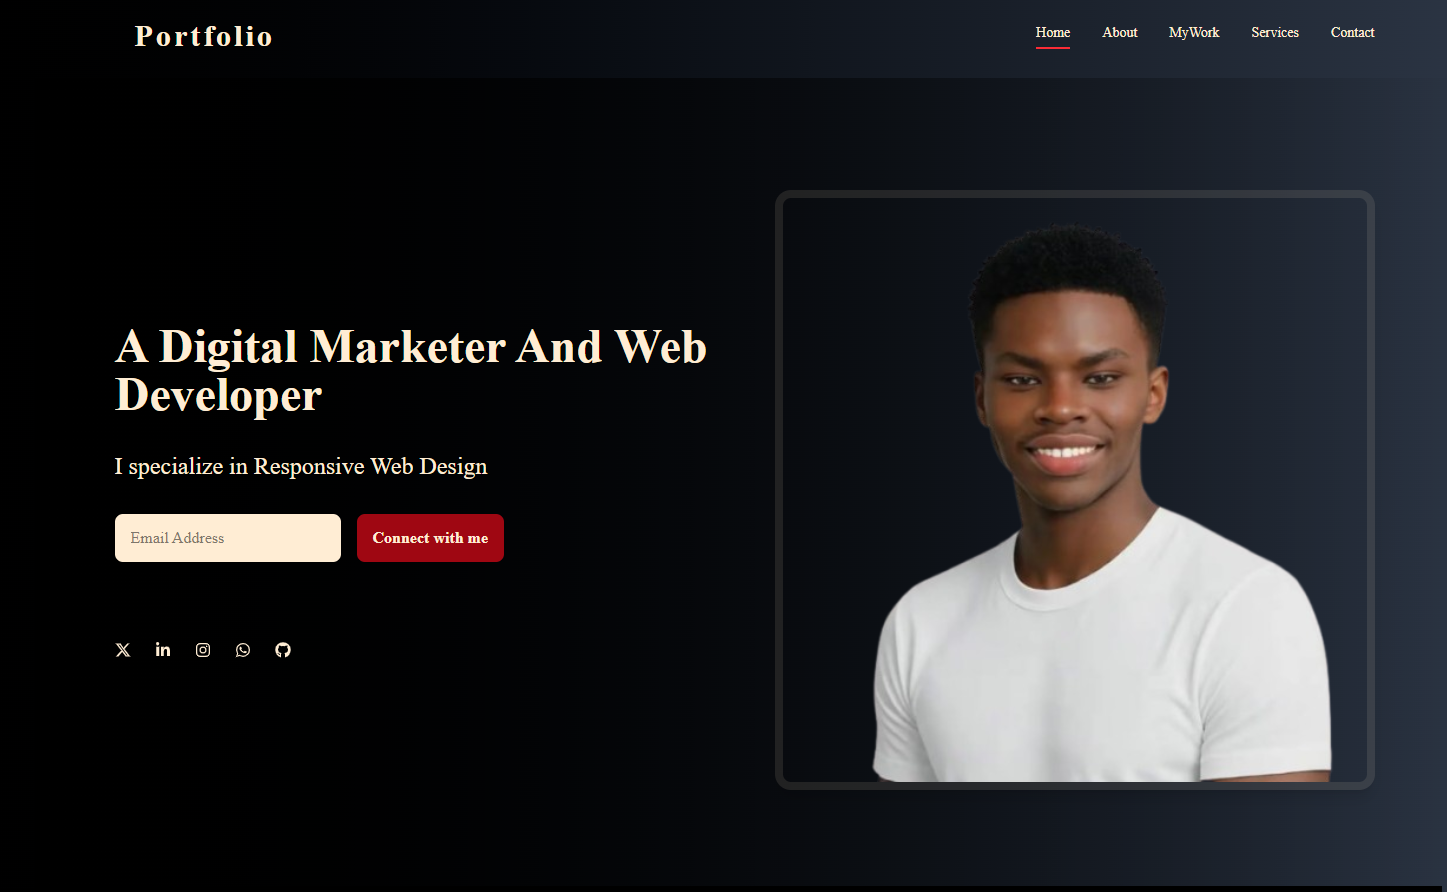 Portfolio
Home About MyWork Services Contact
A Digital Marketer And Web
Developer
I specialize in Responsive Web Design
Email Address
Connect with me